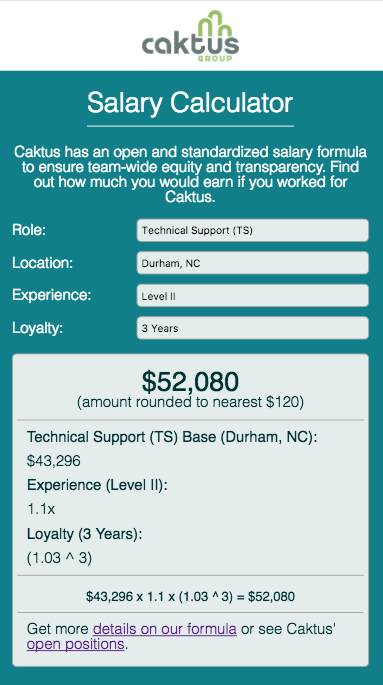 caktus
GROUP
Salary Calculator
Caktus has an open and standardized salary formula
to ensure team-wide equity and transparency. Find
out how much you would earn if you worked for
Caktus.
Role: Technical Support (TS)
Location: Durham, NC
Experience: Level II
Loyalty: 3 Years
$52,080
(amount rounded to nearest $120)
Technical Support (TS) Base (Durham, NC):
$43,296
Experience (Level II):
1.1x
Loyalty (3 Years):
(1.03 ^ 3)
$43,296 x 1.1 x (1.03 ^ 3) = $52,080
Get more details on our formula or see Caktus'
open positions.